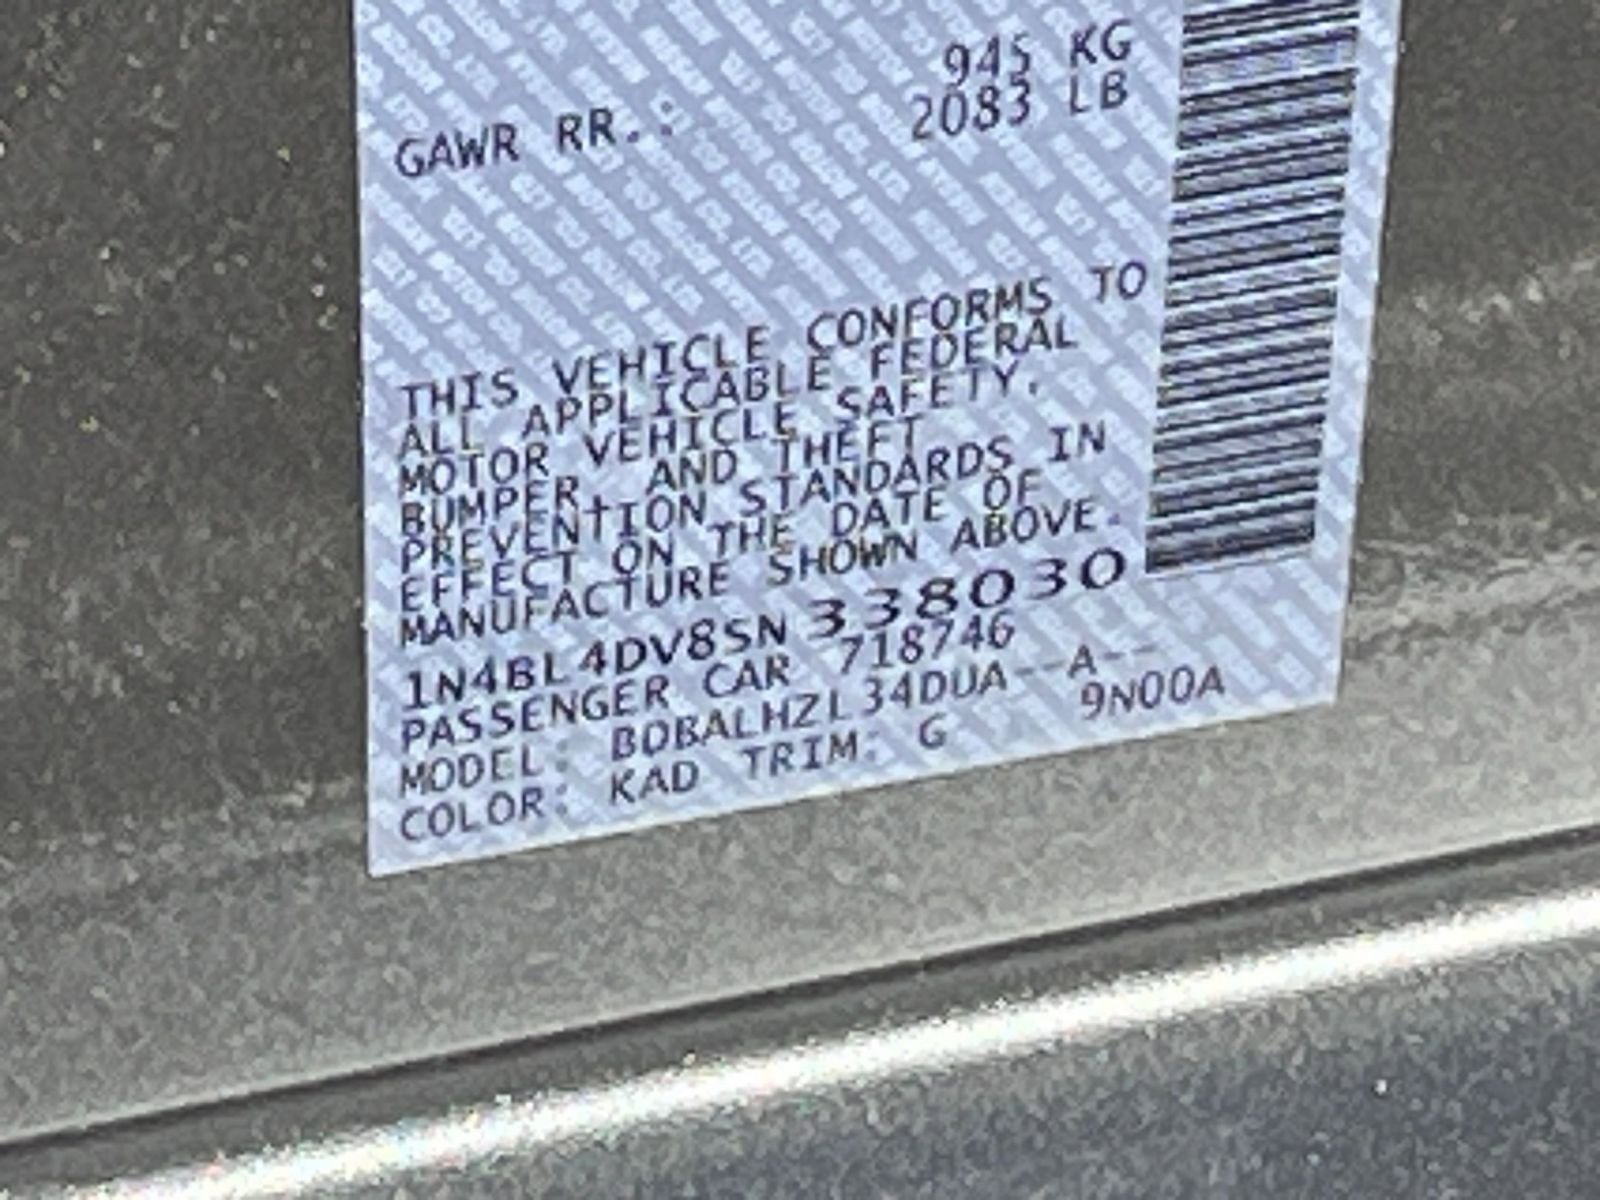 945 KG
GAWR RR.: 2083 LB
THIS VEHICLE CONFORMS TO
ALL APPLICABLE FEDERAL
MOTOR VEHICLE SAFETY,
BUMPER, AND THEFT
PREVENTION STANDARDS IN
EFFECT ON THE DATE OF
MANUFACTURE SHOWN ABOVE.
1N4BL4DV8SN 338030
PASSENGER CAR 718746
MODEL: BDBALHZL34DUA--A--
COLOR: KAD TRIM: G 9N00A